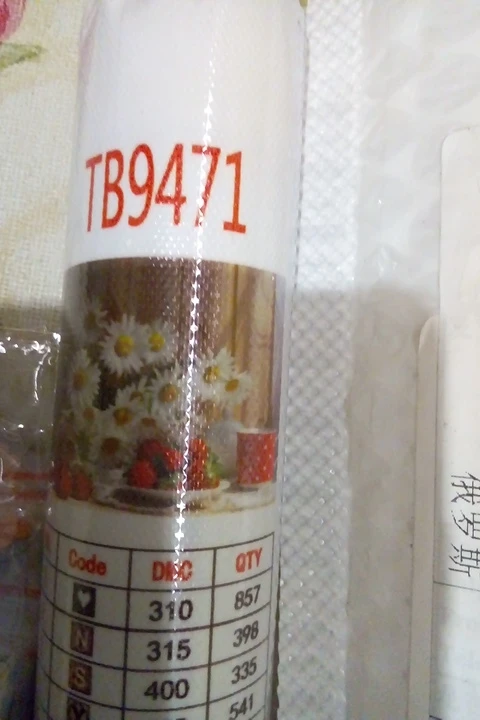 TB9471
Code DMC QTY
♥ 310 857
N 315 398
S 400 335
541
俄罗斯